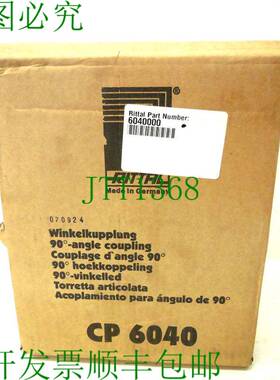 图必究
Rittal Part Number:
6040000
RITTAL
Made in Germany
JT11368
070924
Winkelkupplung
90°-angle coupling
Couplage d'angle 90°
90° hoekkoppeling
90°-vinkelled
Torretta articolata
Acoplamiento para ángulo de 90°
CP 6040
开发票顺丰包邮